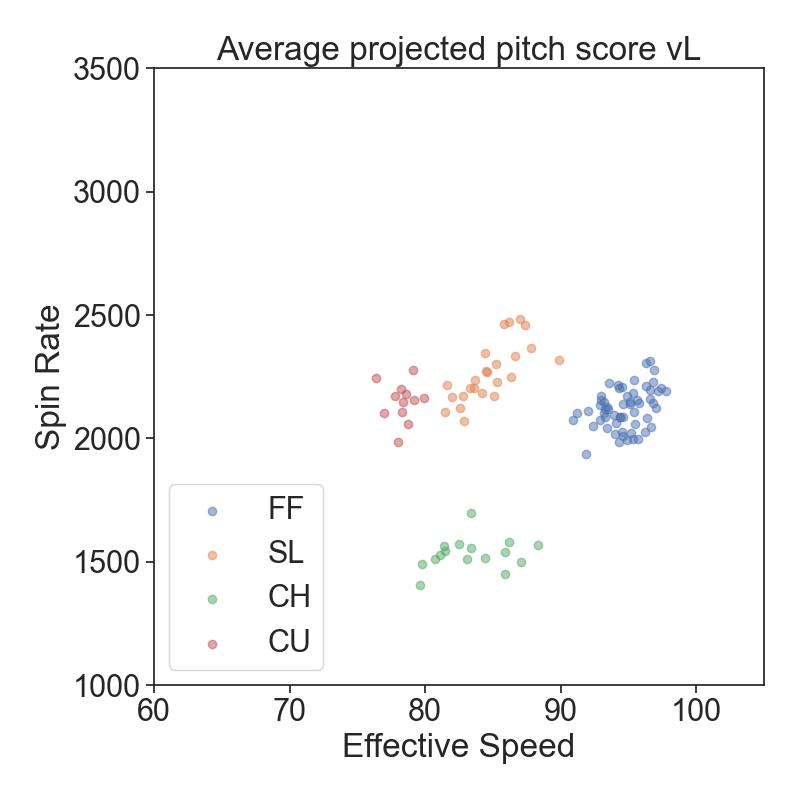 Average projected pitch score vL
3500
3000
2500
2000
1500
1000
Spin Rate
FF
SL
CH
CU
60 70 80 90 100
Effective Speed